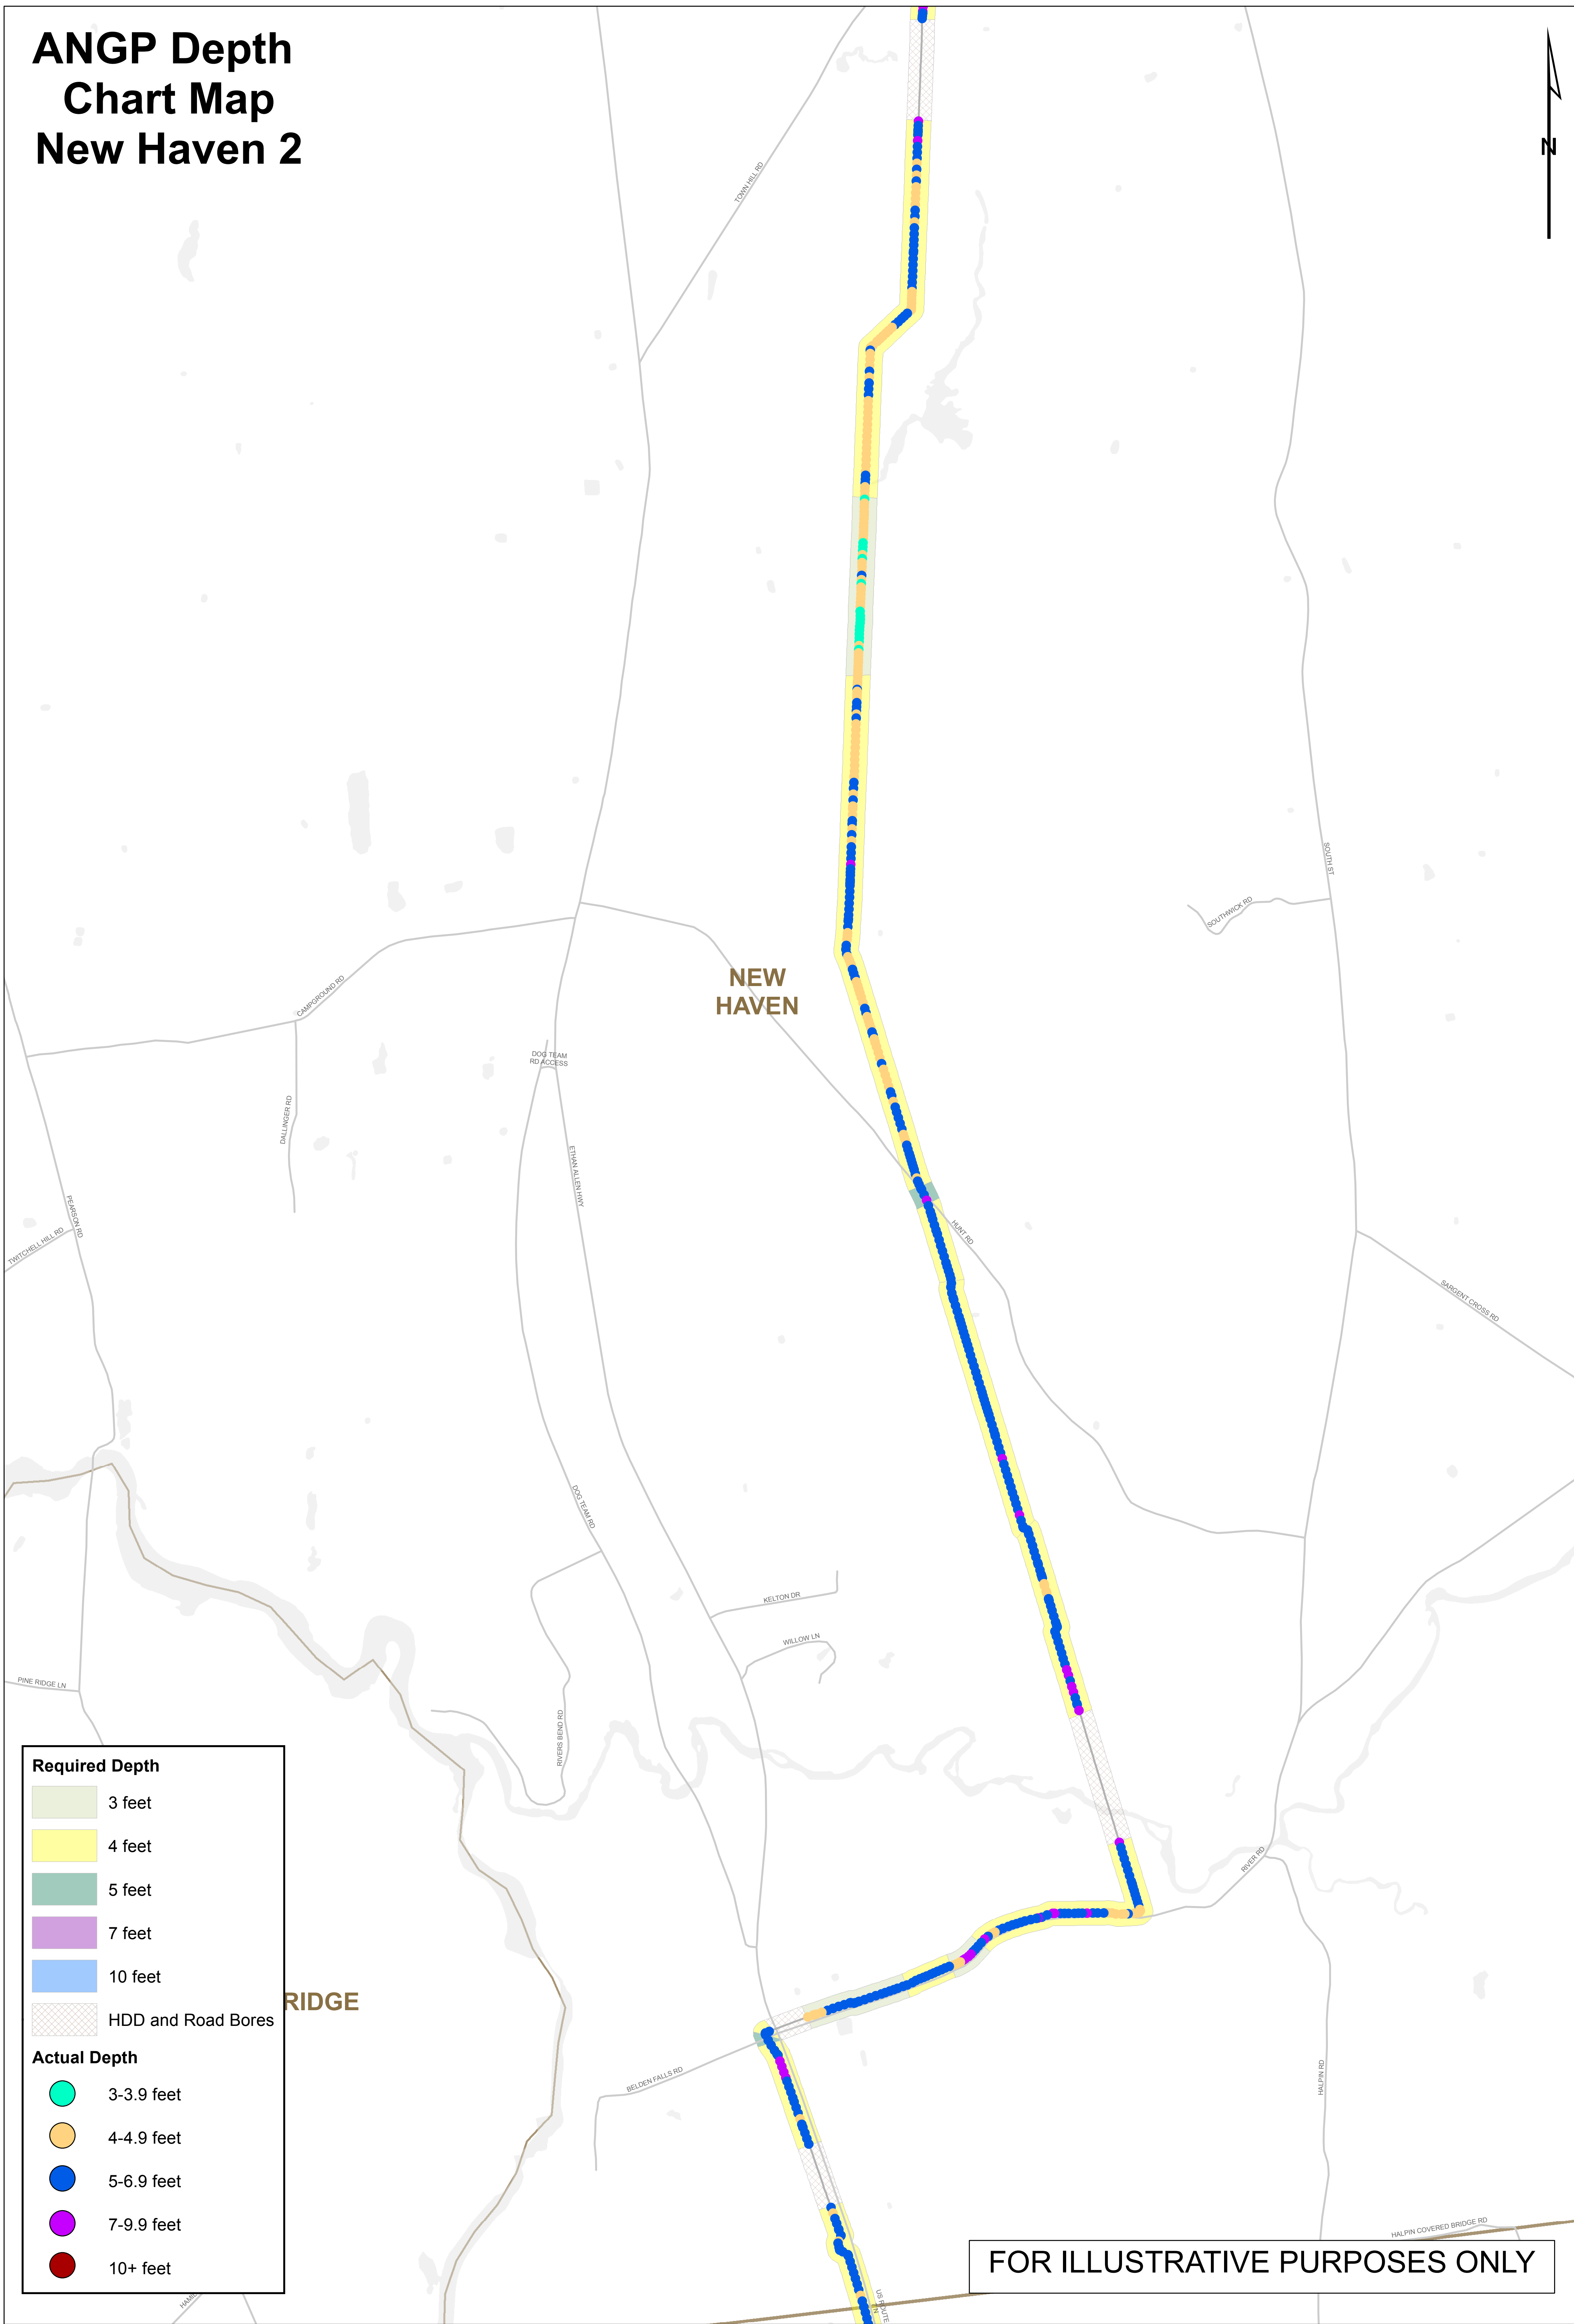 ANGP Depth
Chart Map
New Haven 2
N
TOWN HILL RD
SOUTH ST
SOUTHWICK RD
NEW
HAVEN
CAMPGROUND RD
DOG TEAM
RD ACCESS
DALLINGER RD
ETHAN ALLEN HWY
PEARSON RD
TWITCHELL HILL RD
HUNT RD
SARGENT CROSS RD
DOG TEAM RD
KELTON DR
WILLOW LN
PINE RIDGE LN
RIVERS BEND RD
RIVER RD
RIDGE
BELDEN FALLS RD
HALPIN RD
HALPIN COVERED BRIDGE RD
US ROUTE
Required Depth
3 feet
4 feet
5 feet
7 feet
10 feet
HDD and Road Bores
Actual Depth
3-3.9 feet
4-4.9 feet
5-6.9 feet
7-9.9 feet
10+ feet
FOR ILLUSTRATIVE PURPOSES ONLY